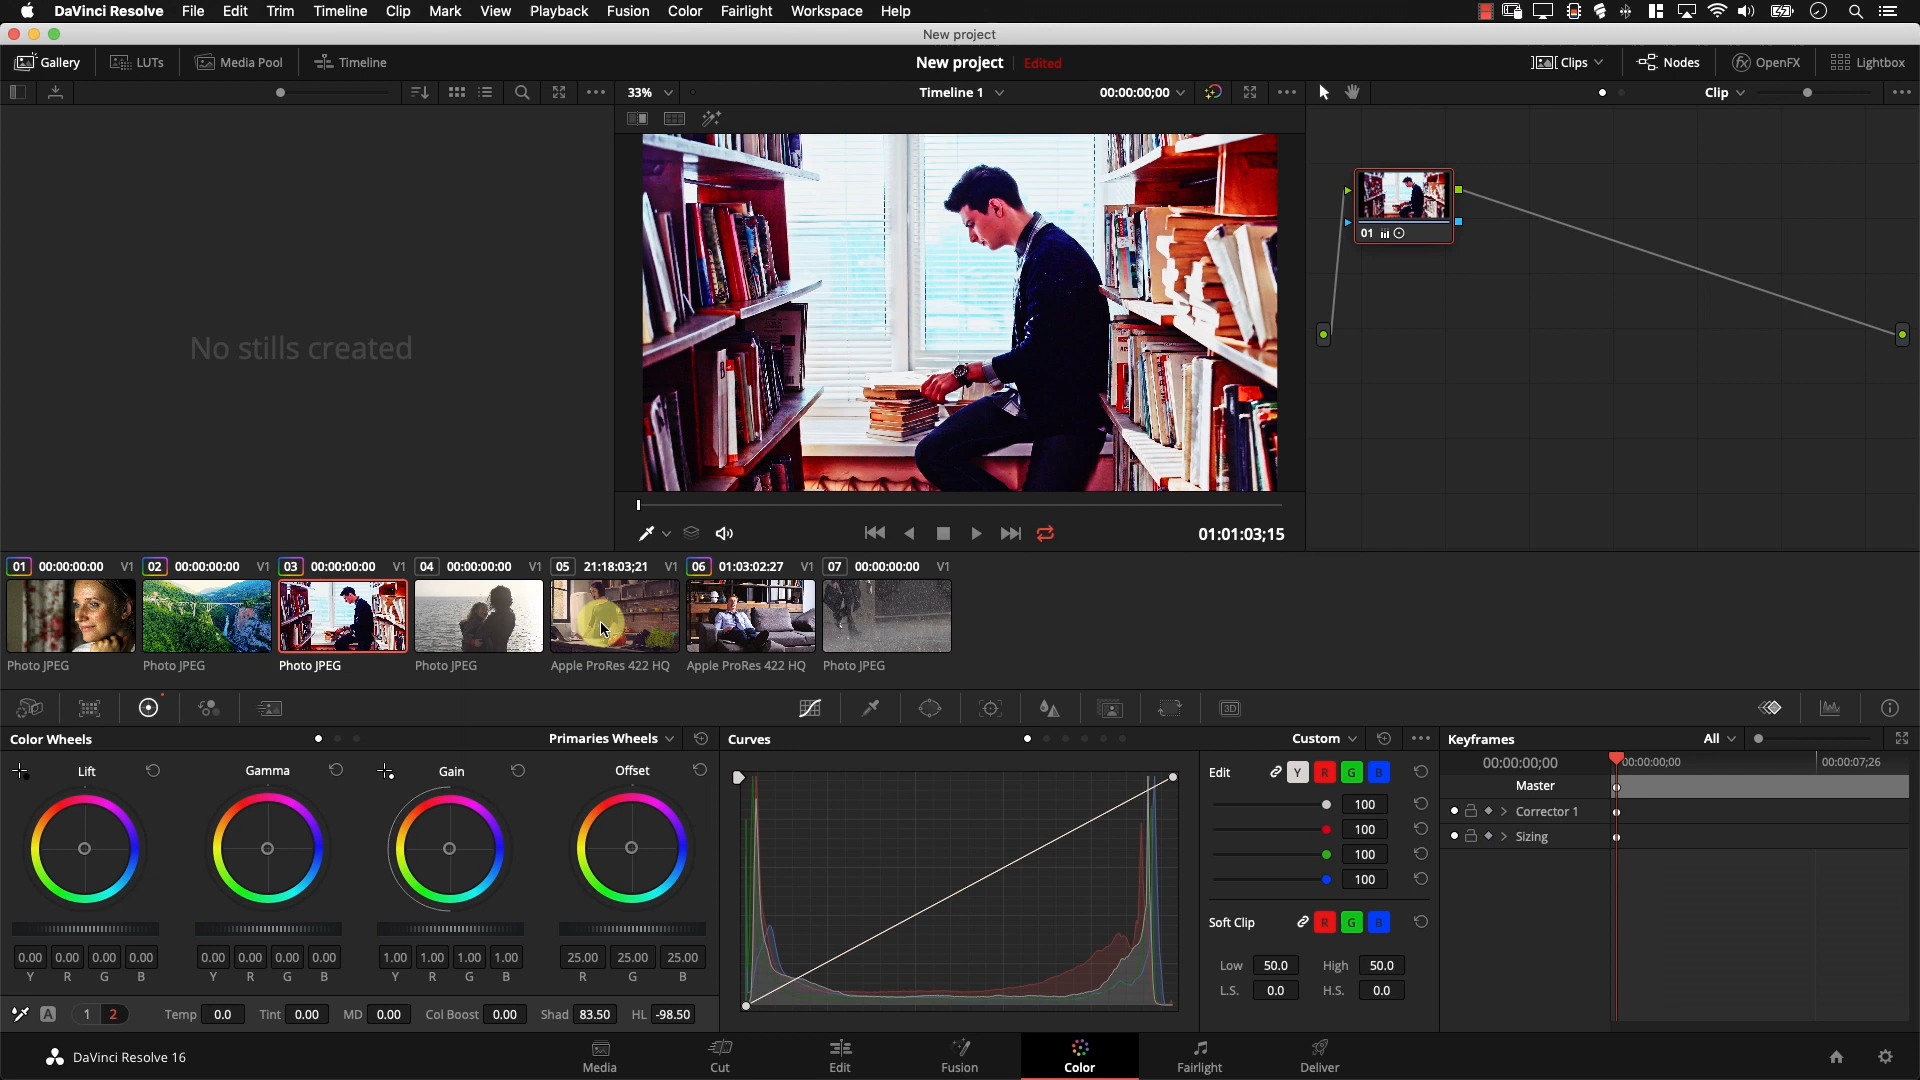 DaVinci Resolve File Edit Trim Timeline Clip Mark View Playback Fusion Color Fairlight Workspace Help
New project
Gallery LUTs Media Pool Timeline New project Edited Clips Nodes OpenFX Lightbox
33% Timeline 1 00:00:00;00 Clip
No stills created
01
01:01:03;15
01 00:00:00:00 V1 02 00:00:00:00 V1 03 00:00:00:00 V1 04 00:00:00:00 V1 05 21:18:03;21 V1 06 01:03:02:27 V1 07 00:00:00:00 V1
Photo JPEG Photo JPEG Photo JPEG Photo JPEG Apple ProRes 422 HQ Apple ProRes 422 HQ Photo JPEG
3D
Color Wheels Primaries Wheels Curves Custom Keyframes All
Lift Gamma Gain Offset
Edit Y R G B
100
100
100
100
Soft Clip R G B
Low 50.0 High 50.0
L.S. 0.0 H.S. 0.0
00:00:00;00 00:00:00;00 00:00:07;26
Master
Corrector 1
Sizing
0.00 0.00 0.00 0.00 0.00 0.00 0.00 0.00 1.00 1.00 1.00 1.00 25.00 25.00 25.00
Y R G B Y R G B Y R G B R G B
A 1 2 Temp 0.0 Tint 0.00 MD 0.00 Col Boost 0.00 Shad 83.50 HL -98.50
DaVinci Resolve 16
Media Cut Edit Fusion Color Fairlight Deliver